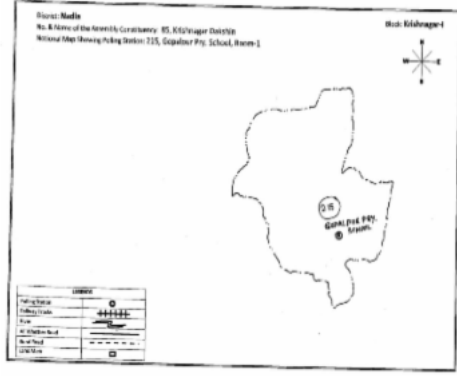 District: Nadia
Block: Krishnagar-I
No. & Name of the Assembly Constituency: 85, Krishnagar Dakshin
Notional Map Showing Polling Station: 215, Gopalpur Pry. School, Room-1
N
W E
S
215
GOPALPUR PRY.
SCHOOL
LEGEND
Polling Station
Railway Tracks
River
All Weather Road
Rural Road
Land Mark